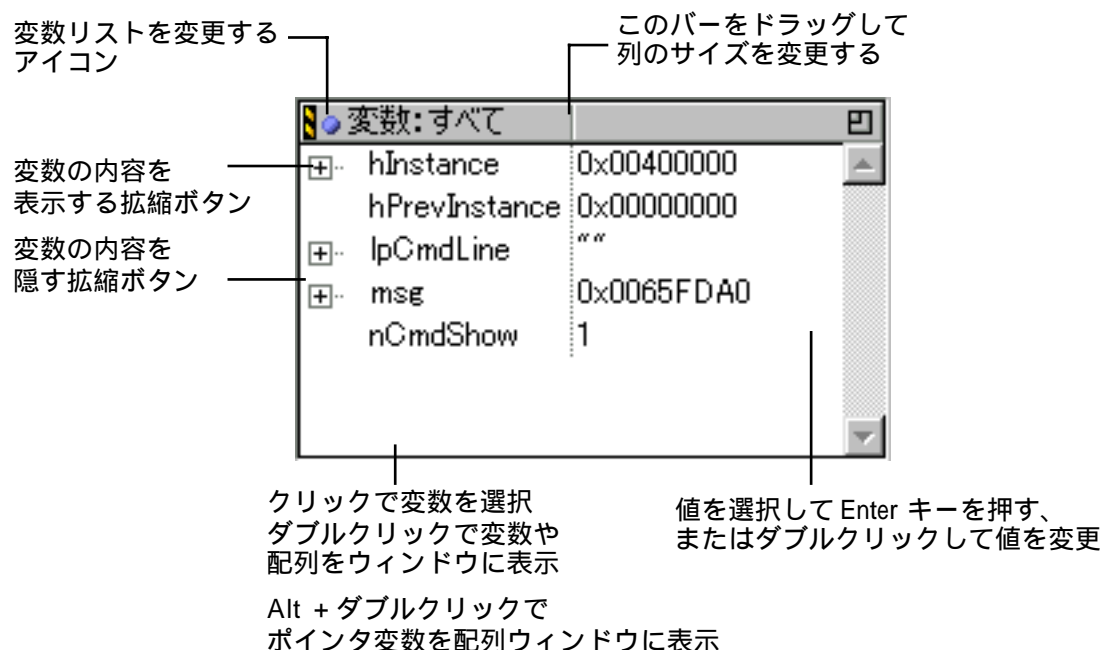 変数リストを変更する
アイコン
このバーをドラッグして
列のサイズを変更する
変数:すべて
変数の内容を
表示する拡縮ボタン
変数の内容を
隠す拡縮ボタン
hInstance 0x00400000
hPrevInstance 0x00000000
lpCmdLine ""
msg 0x0065FDA0
nCmdShow 1
クリックで変数を選択
ダブルクリックで変数や
配列をウィンドウに表示
Alt +ダブルクリックで
ポインタ変数を配列ウィンドウに表示
値を選択して Enter キーを押す、
またはダブルクリックして値を変更